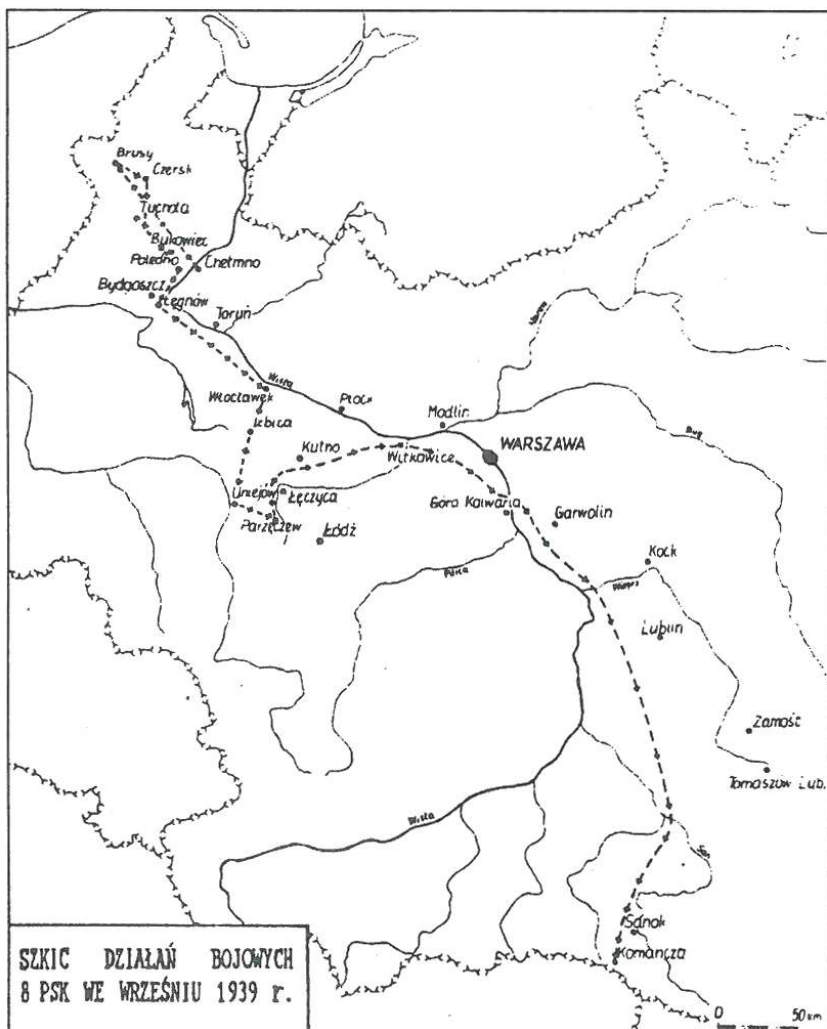 Brusy
Czersk
Tuchola
Bukowiec
Poledno
Chełmno
Bydgoszcz
Łęgnów
Toruń
Wisła
Włocławek
Płock
Izbica
Modlin
Narew
Bug
Kutno
WARSZAWA
Witkowice
Uniejów
Łęczyca
Góra Kalwaria
Garwolin
Parzęczew
Łódź
Kock
Pilica
Wieprz
Lublin
Zamość
Tomaszów Lub.
Wisła
San
Sanok
Komańcza
SZKIC DZIAŁAŃ BOJOWYCH
8 PSK WE WRZEŚNIU 1939 r.
0 50 km